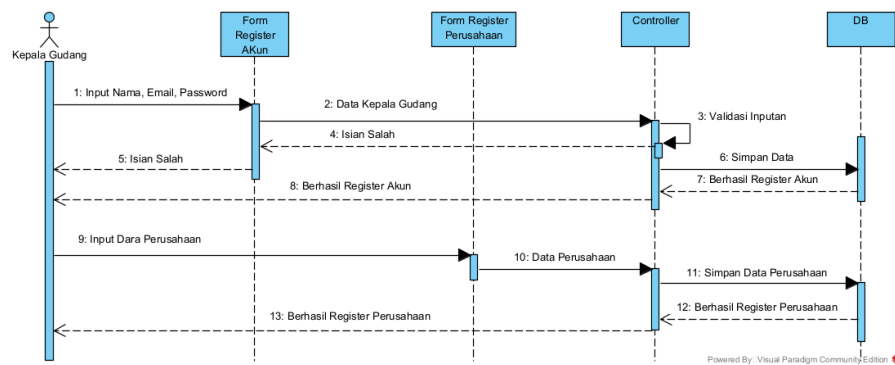 Form
Register
AKun
Form Register
Perusahaan
Controller
DB
Kepala Gudang
1: Input Nama, Email, Password
2: Data Kepala Gudang
3: Validasi Inputan
4: Isian Salah
5: Isian Salah
6: Simpan Data
7: Berhasil Register Akun
8: Berhasil Register Akun
9: Input Dara Perusahaan
10: Data Perusahaan
11: Simpan Data Perusahaan
12: Berhasil Register Perusahaan
13: Berhasil Register Perusahaan
Powered By Visual Paradigm Community Edition